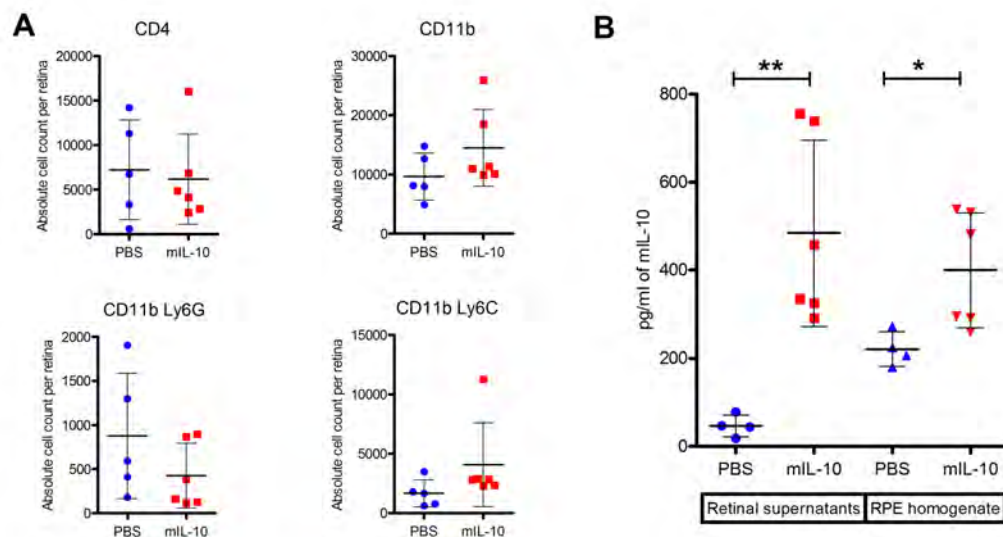 A
CD4
Absolute cell count per retina
20000
15000
10000
5000
0
PBS mIL-10
CD11b
Absolute cell count per retina
30000
20000
10000
0
PBS mIL-10
CD11b Ly6G
Absolute cell count per retina
2000
1500
1000
500
0
PBS mIL-10
CD11b Ly6C
Absolute cell count per retina
15000
10000
5000
0
PBS mIL-10
B
** *
pg/ml of mIL-10
800
600
400
200
0
PBS mIL-10 PBS mIL-10
Retinal supernatants RPE homogenate